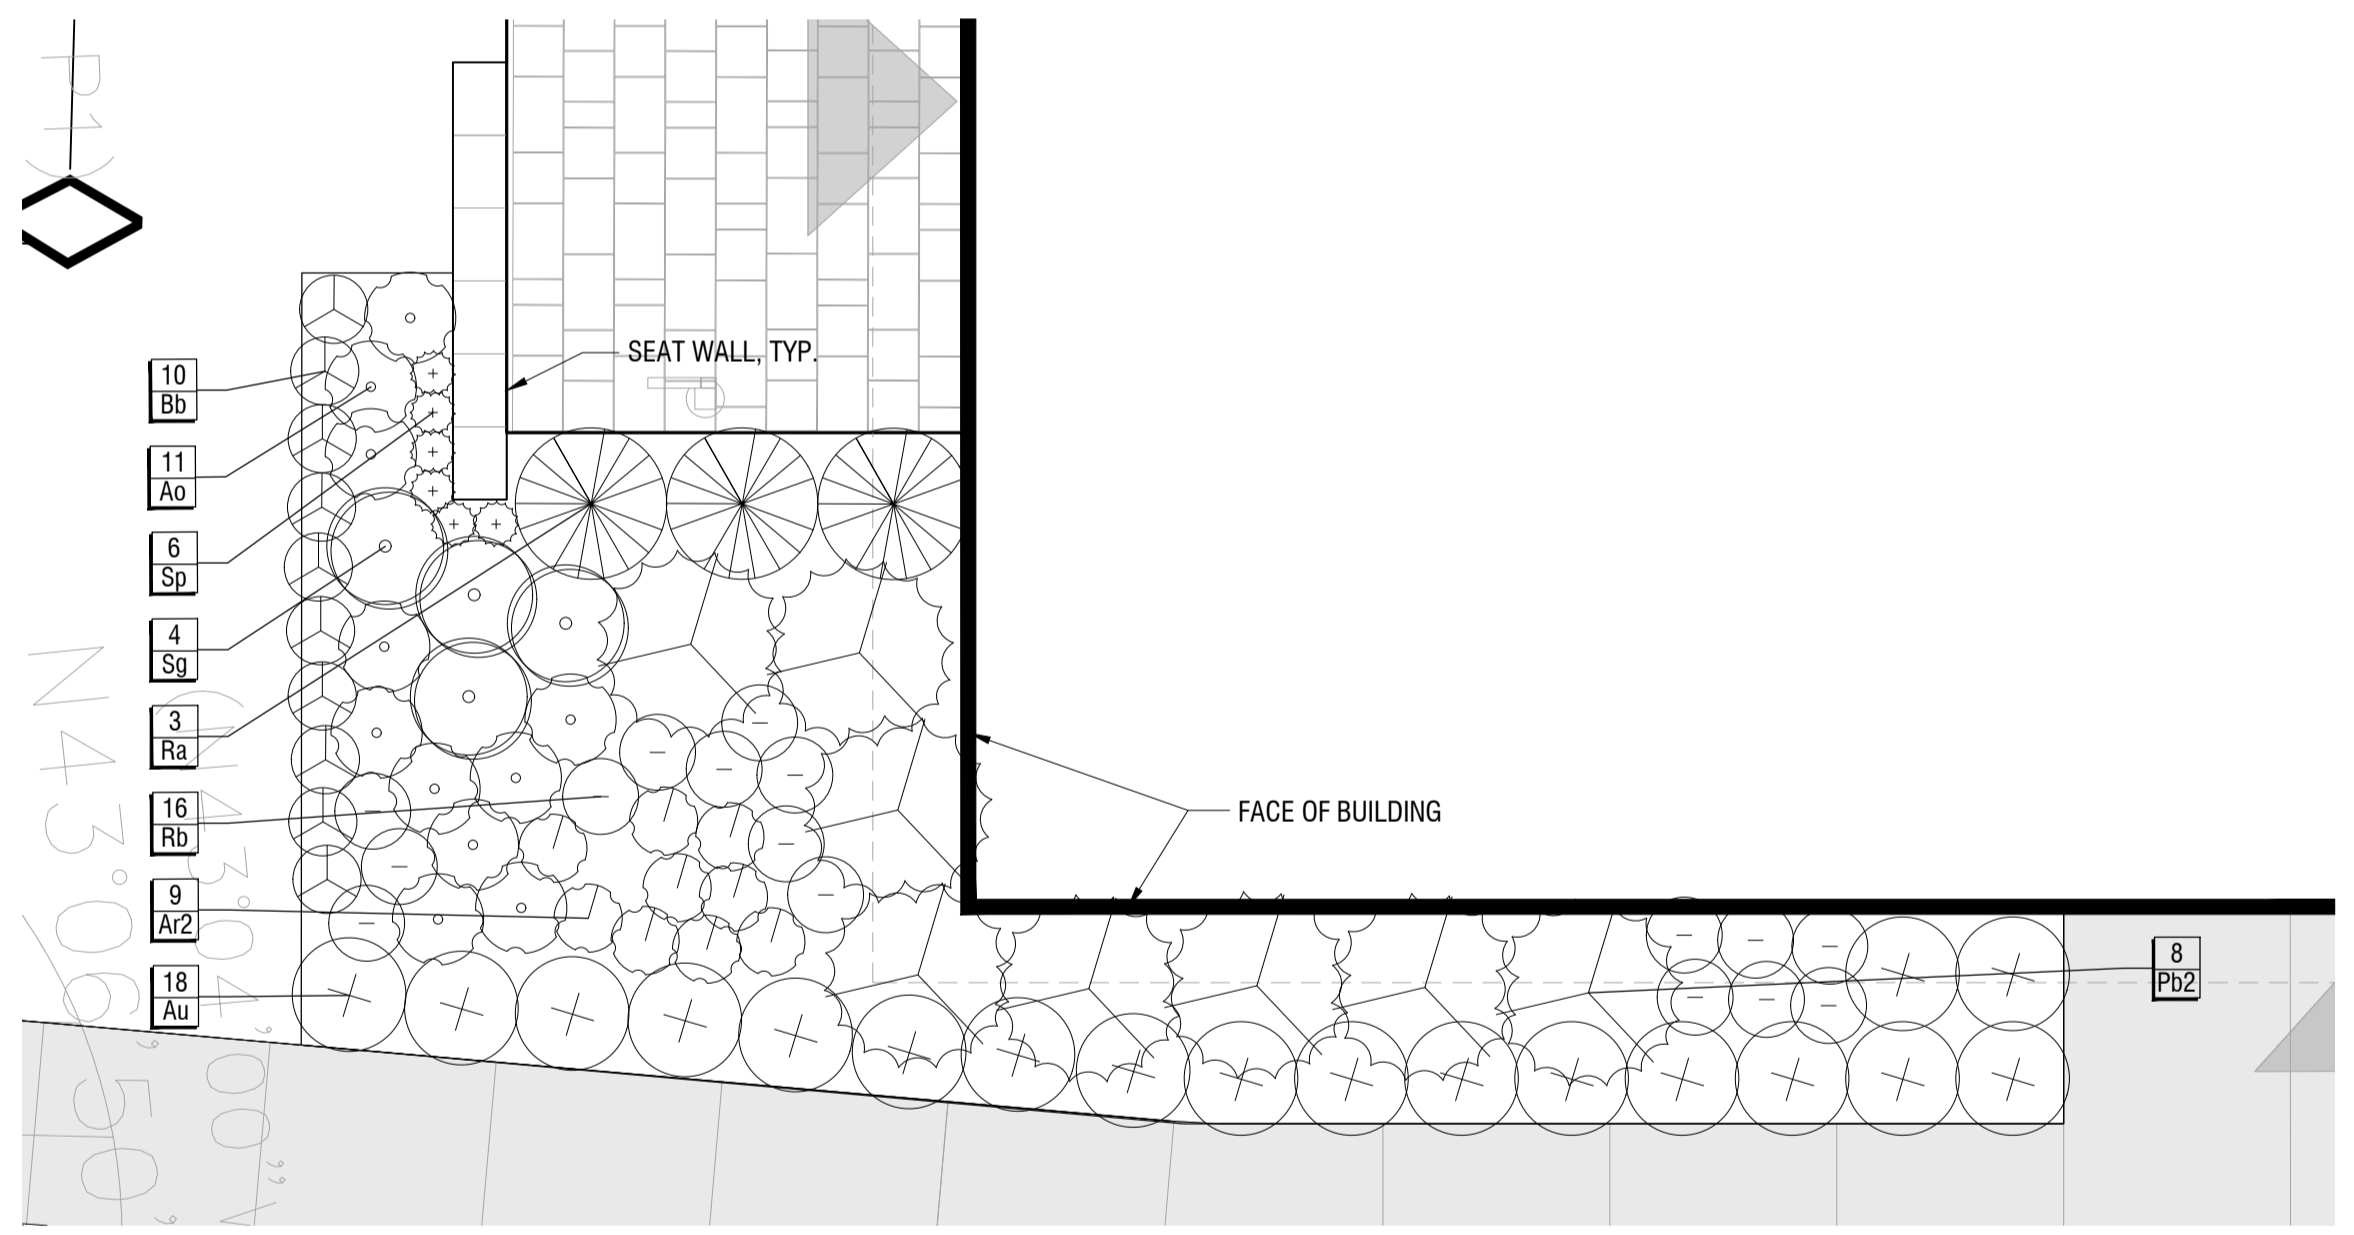 SEAT WALL, TYP.
10
Bb
11
Ao
6
Sp
4
Sg
3
Ra
16
Rb
9
Ar2
18
Au
FACE OF BUILDING
8
Pb2